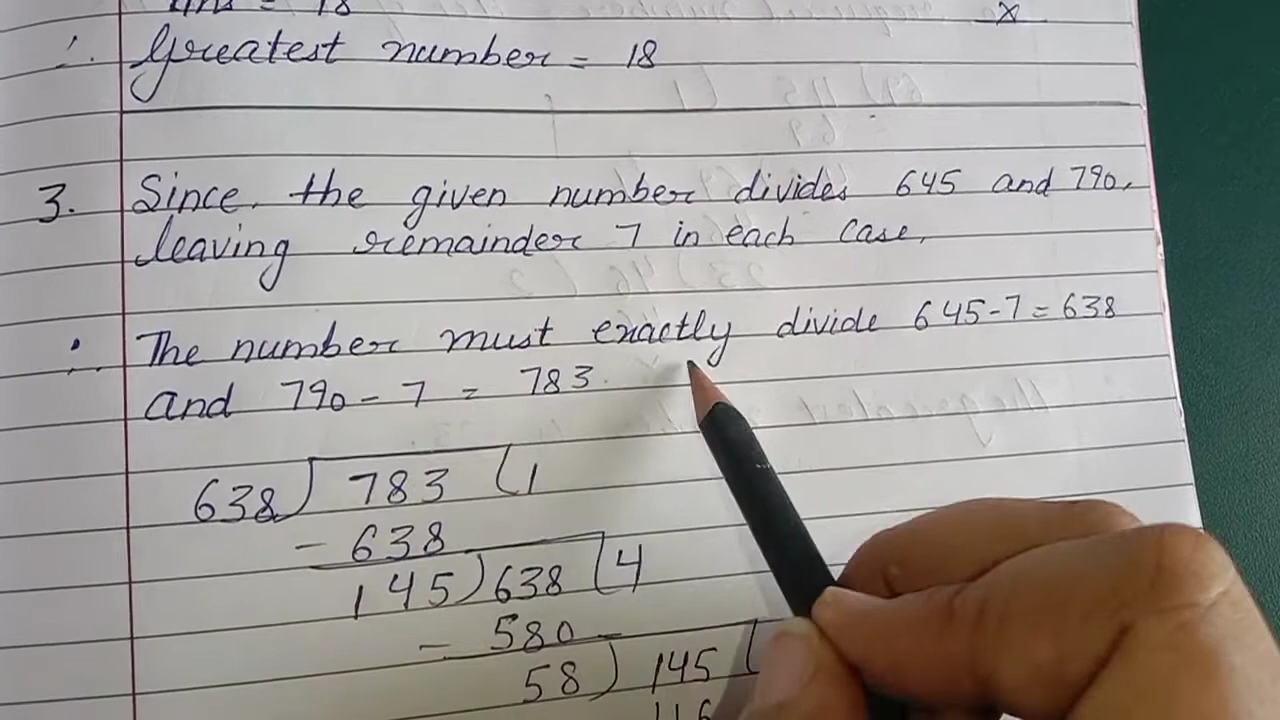 = 18
x
∴ Greatest number = 18
3. Since, the given number divides 645 and 790,
leaving remainder 7 in each case,
∴ The number must exactly divide 645-7=638
and 790 - 7 = 783.
638) 783 (1
- 638
145) 638 (4
- 580
58) 145 (
116